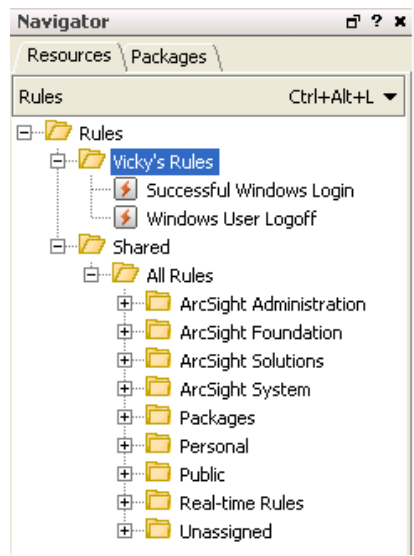 Navigator ?
Resources Packages
Rules Ctrl+Alt+L
Rules
Vicky's Rules
Successful Windows Login
Windows User Logoff
Shared
All Rules
ArcSight Administration
ArcSight Foundation
ArcSight Solutions
ArcSight System
Packages
Personal
Public
Real-time Rules
Unassigned